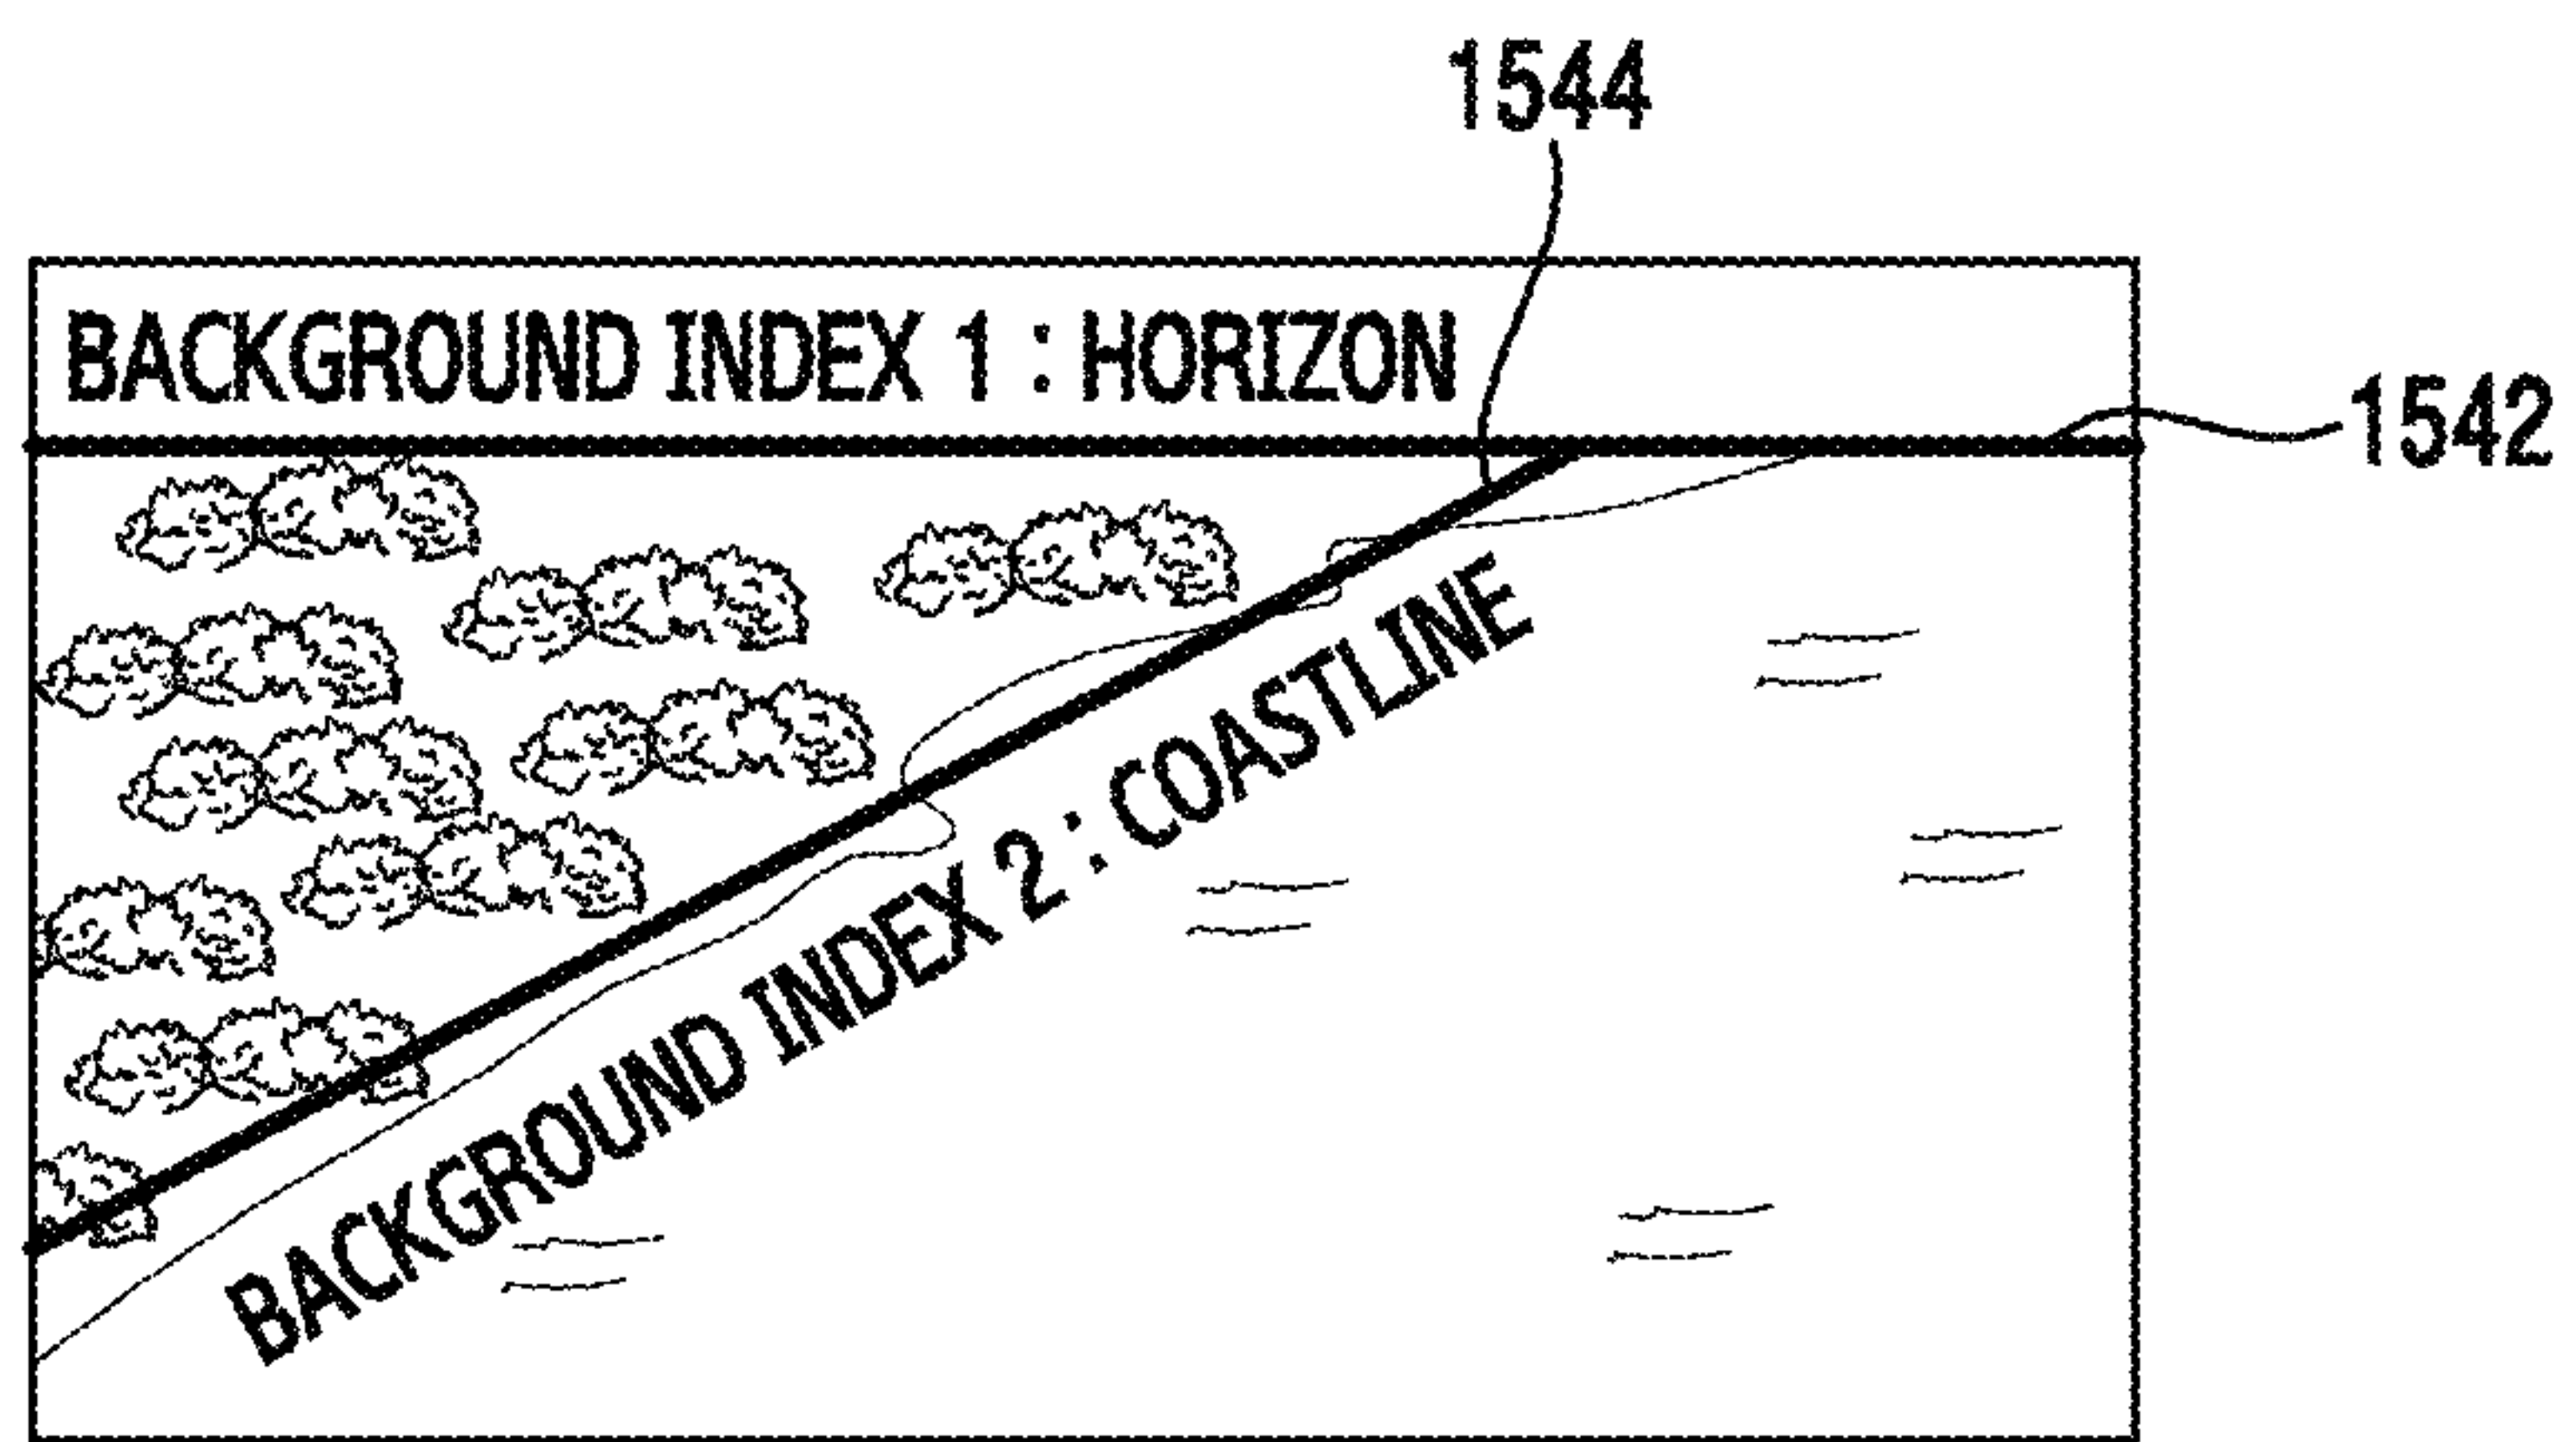 1544
BACKGROUND INDEX 1 : HORIZON
1542
BACKGROUND INDEX 2 : COASTLINE